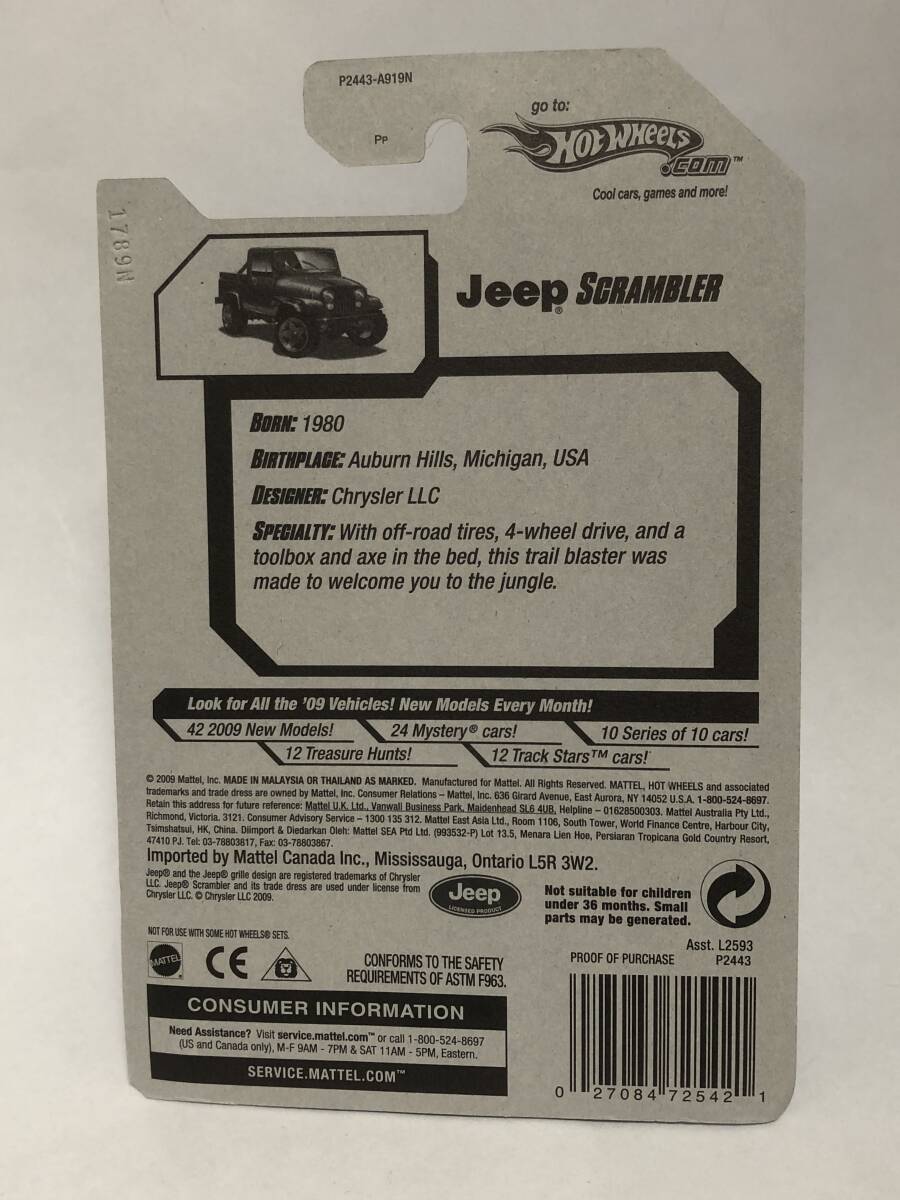 P2443-A919N
Pp
go to:
Hot Wheels
.com™
Cool cars, games and more!
1789N
Jeep® SCRAMBLER
BORN: 1980
BIRTHPLACE: Auburn Hills, Michigan, USA
DESIGNER: Chrysler LLC
SPECIALTY: With off-road tires, 4-wheel drive, and a
toolbox and axe in the bed, this trail blaster was
made to welcome you to the jungle.
Look for All the '09 Vehicles! New Models Every Month!
42 2009 New Models! 24 Mystery® cars! 10 Series of 10 cars!
12 Treasure Hunts! 12 Track Stars™ cars!
© 2009 Mattel, Inc. MADE IN MALAYSIA OR THAILAND AS MARKED. Manufactured for Mattel. All Rights Reserved. MATTEL, HOT WHEELS and associated
trademarks and trade dress are owned by Mattel, Inc. Consumer Relations – Mattel, Inc. 636 Girard Avenue, East Aurora, NY 14052 U.S.A. 1-800-524-8697.
Retain this address for future reference: Mattel U.K. Ltd., Vanwall Business Park, Maidenhead SL6 4UB. Helpline – 01628500303. Mattel Australia Pty Ltd.,
Richmond, Victoria. 3121. Consumer Advisory Service – 1300 135 312. Mattel East Asia Ltd., Room 1106, South Tower, World Finance Centre, Harbour City,
Tsimshatsui, HK, China. Diimport & Diedarkan Oleh: Mattel SEA Ptd Ltd. (993532-P) Lot 13.5, Menara Lien Hoe, Persiaran Tropicana Gold Country Resort,
47410 PJ. Tel: 03-78803817, Fax: 03-78803867.
Imported by Mattel Canada Inc., Mississauga, Ontario L5R 3W2.
Jeep® and the Jeep® grille design are registered trademarks of Chrysler
LLC. Jeep® Scrambler and its trade dress are used under license from
Chrysler LLC. © Chrysler LLC 2009.
Jeep
LICENSED PRODUCT
Not suitable for children
under 36 months. Small
parts may be generated.
NOT FOR USE WITH SOME HOT WHEELS® SETS.
MATTEL
CE
CONFORMS TO THE SAFETY
REQUIREMENTS OF ASTM F963.
Asst. L2593
PROOF OF PURCHASE P2443
CONSUMER INFORMATION
Need Assistance? Visit service.mattel.com™ or call 1-800-524-8697
(US and Canada only), M-F 9AM - 7PM & SAT 11AM - 5PM, Eastern.
SERVICE.MATTEL.COM™
0 27084 72542 1